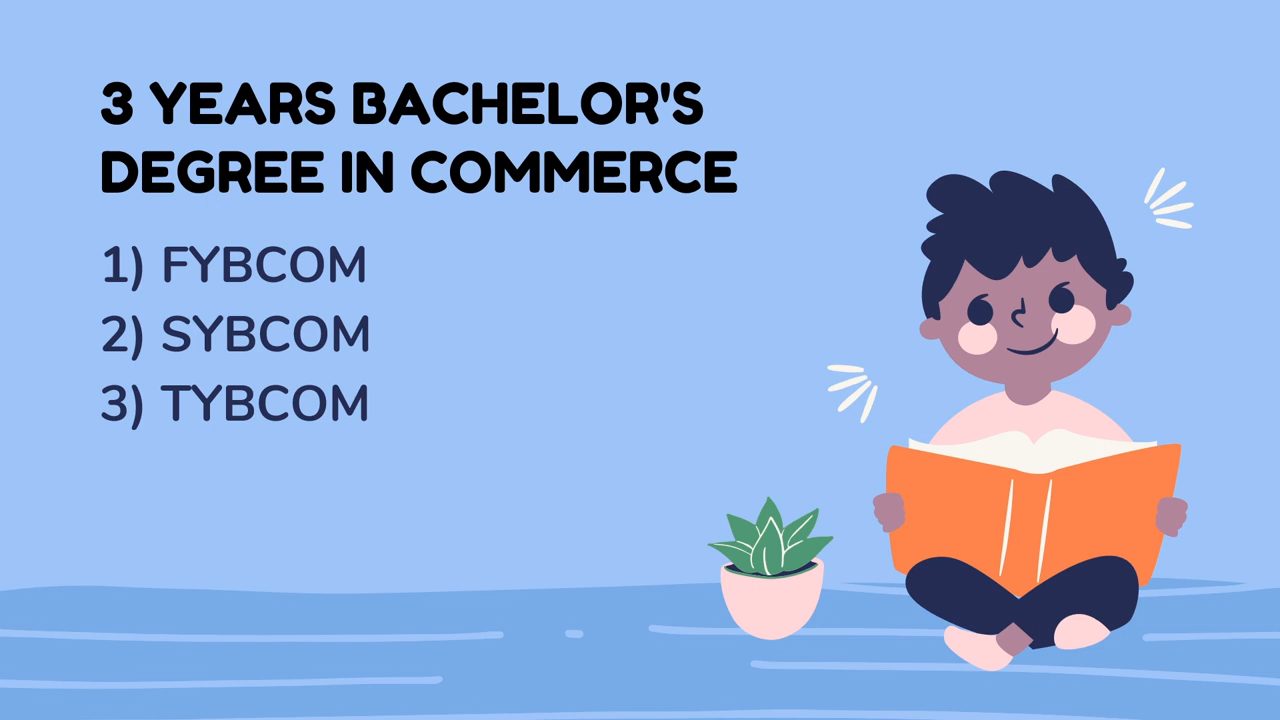 3 YEARS BACHELOR'S
DEGREE IN COMMERCE
1) FYBCOM
2) SYBCOM
3) TYBCOM